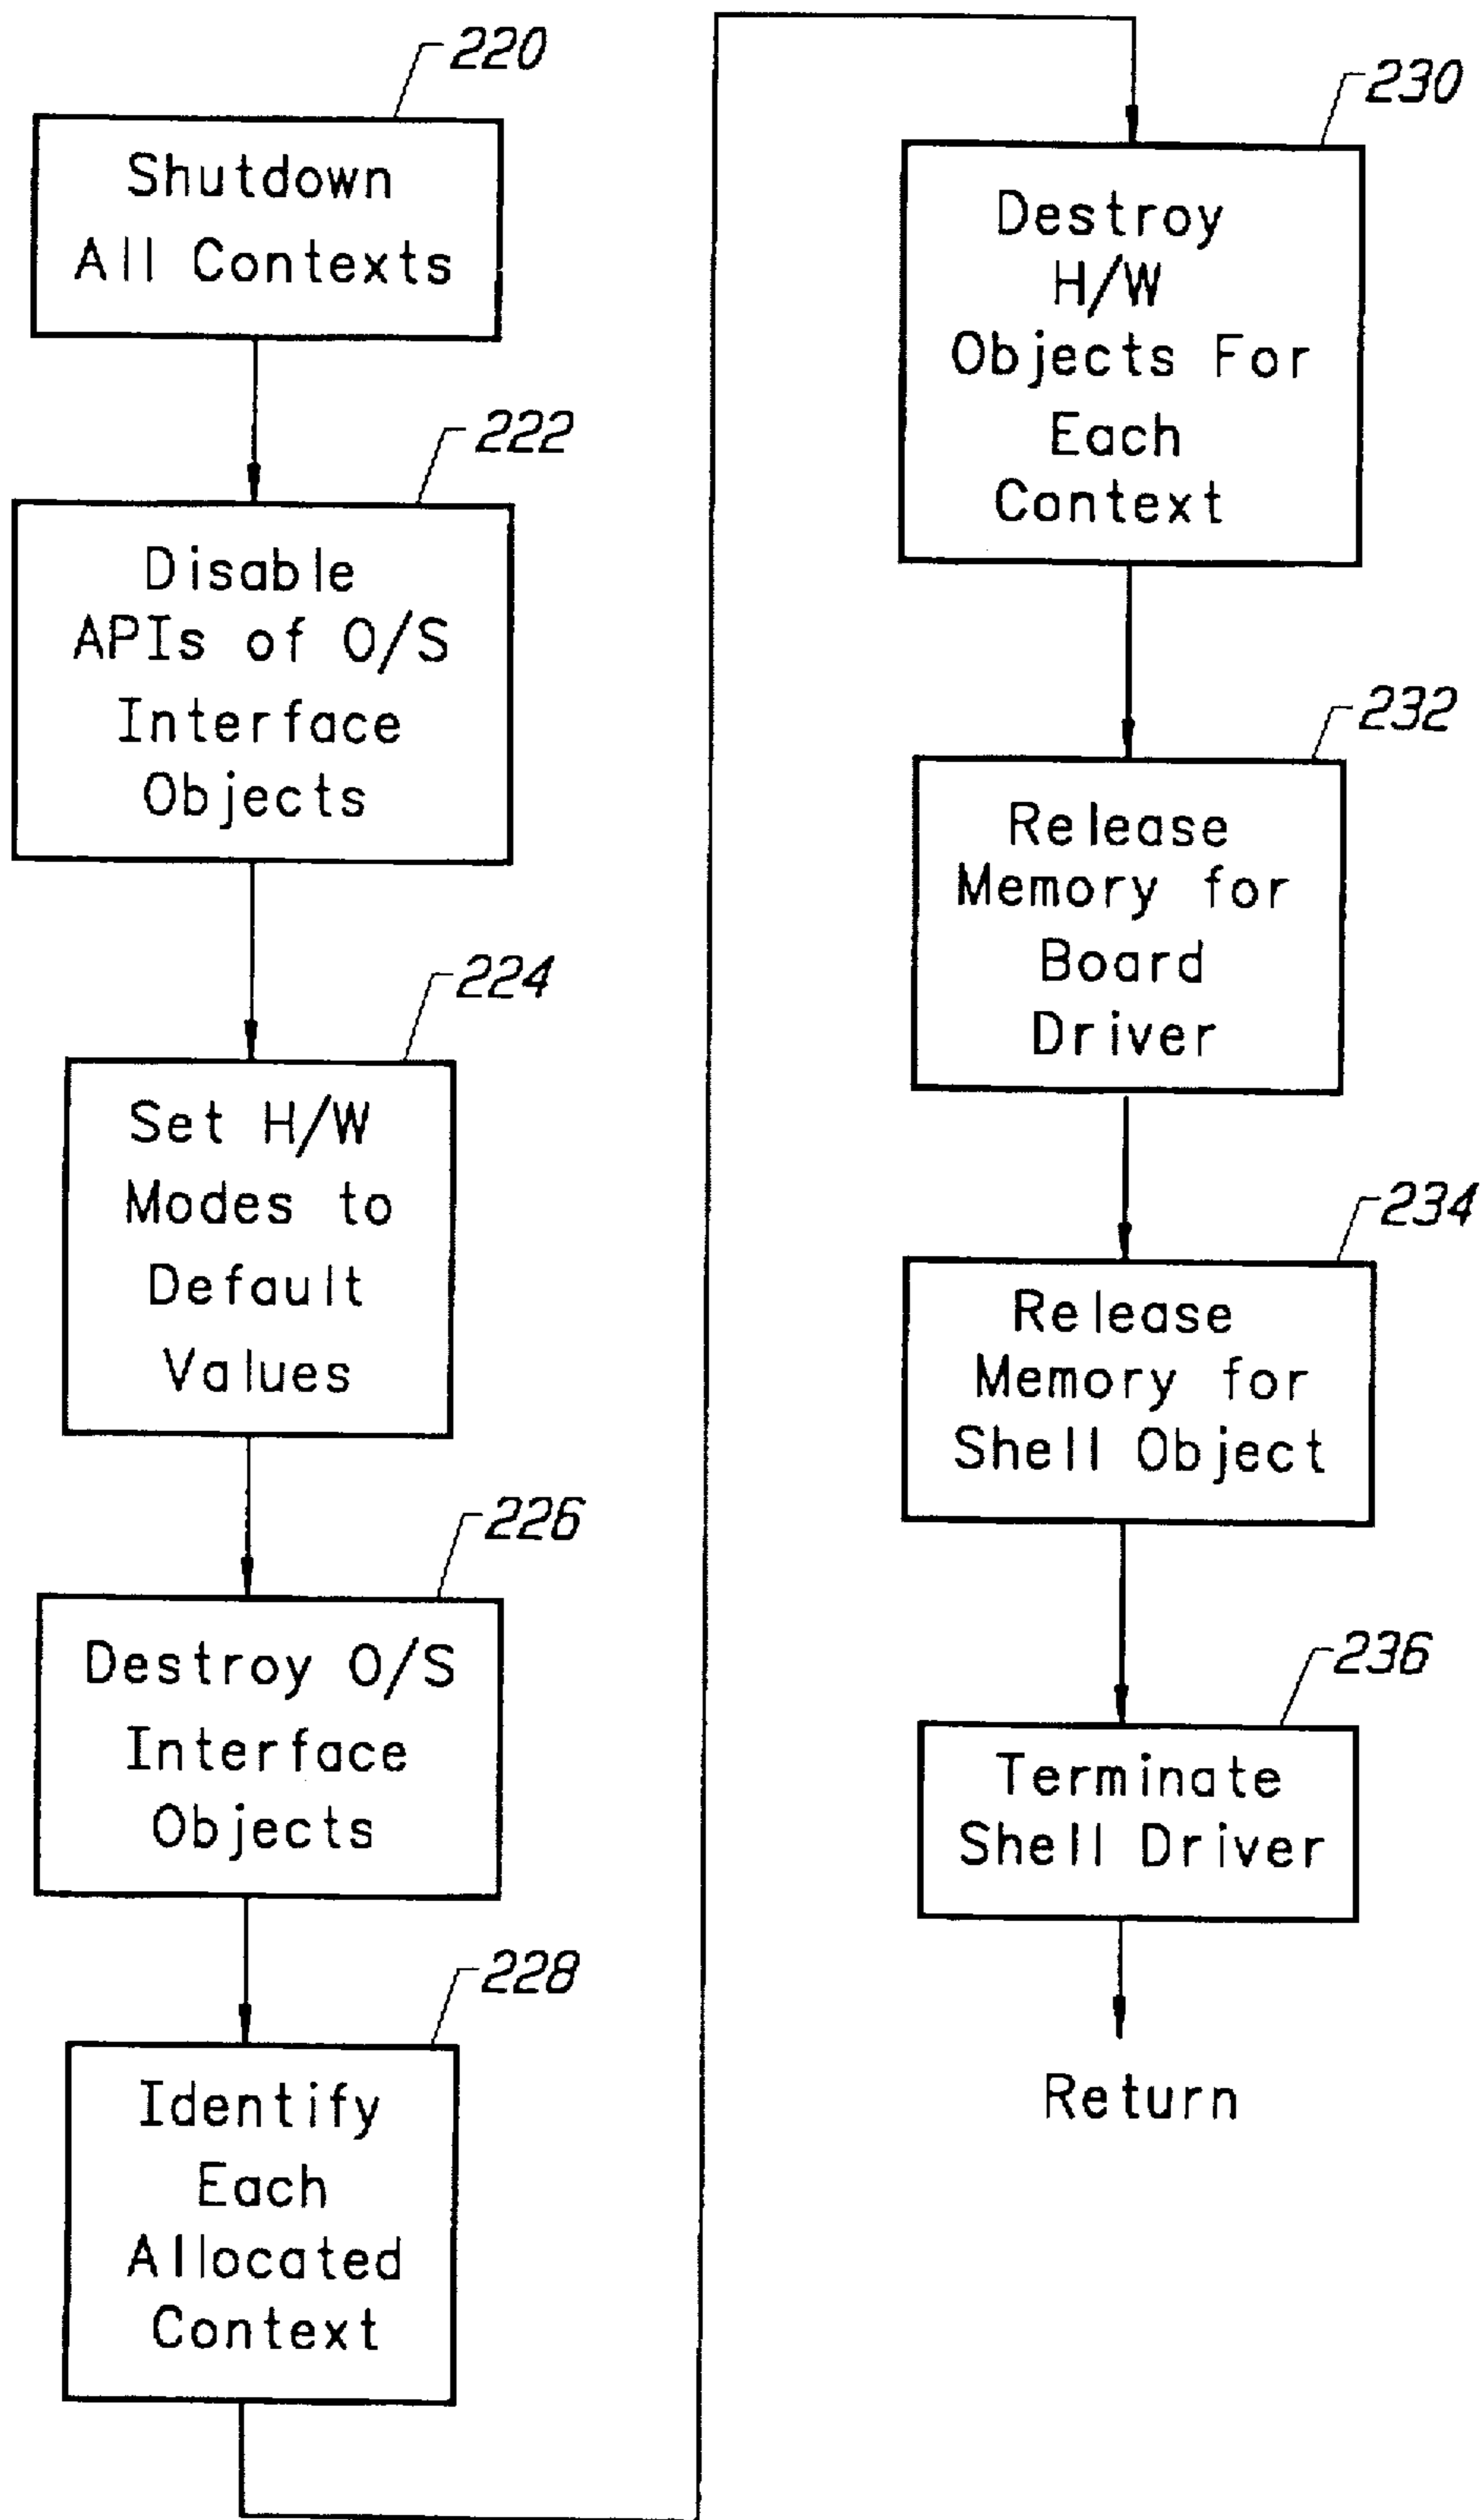 220
Shutdown
All Contexts
222
Disable
APIs of O/S
Interface
Objects
224
Set H/W
Modes to
Default
Values
226
Destroy O/S
Interface
Objects
228
Identify
Each
Allocated
Context
230
Destroy
H/W
Objects For
Each
Context
232
Release
Memory for
Board
Driver
234
Release
Memory for
Shell Object
236
Terminate
Shell Driver
Return